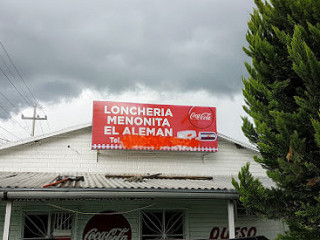 LONCHERIA
MENONITA
EL ALEMAN
Tel.
Coca-Cola
Coca-Cola
QUESO